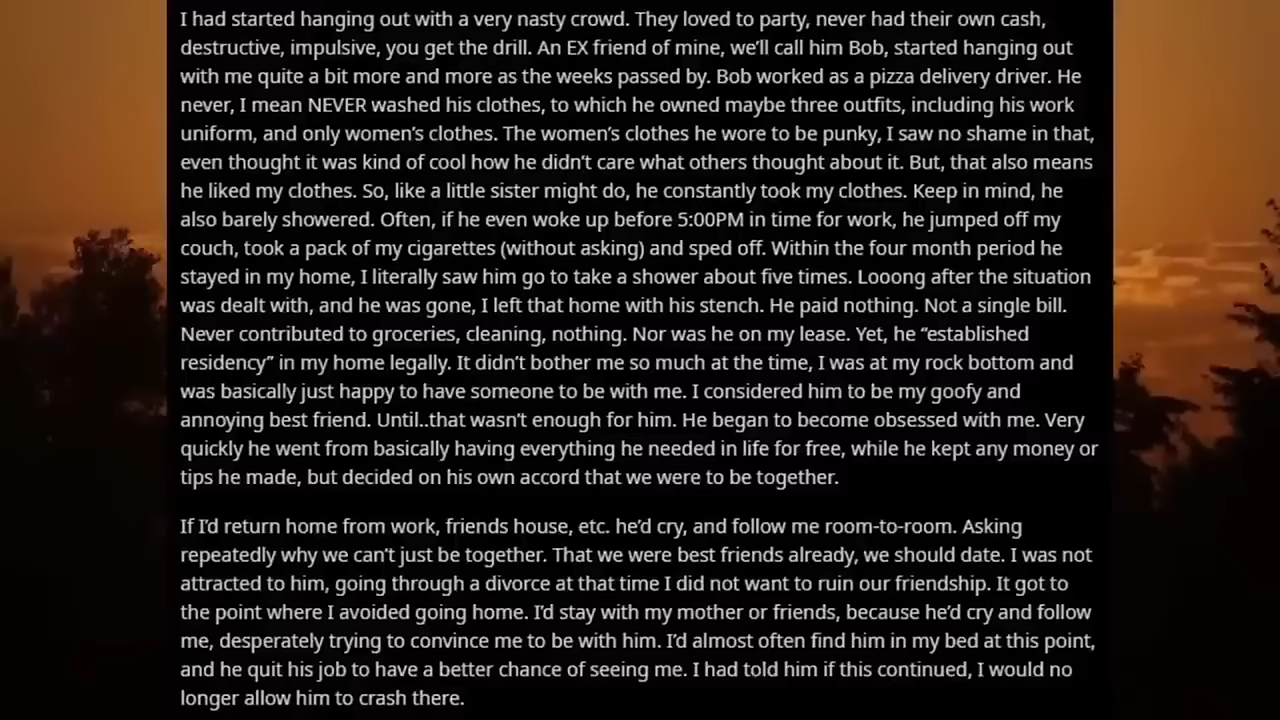 I had started hanging out with a very nasty crowd. They loved to party, never had their own cash,
destructive, impulsive, you get the drill. An EX friend of mine, we'll call him Bob, started hanging out
with me quite a bit more and more as the weeks passed by. Bob worked as a pizza delivery driver. He
never, I mean NEVER washed his clothes, to which he owned maybe three outfits, including his work
uniform, and only women's clothes. The women's clothes he wore to be punky, I saw no shame in that,
even thought it was kind of cool how he didn't care what others thought about it. But, that also means
he liked my clothes. So, like a little sister might do, he constantly took my clothes. Keep in mind, he
also barely showered. Often, if he even woke up before 5:00PM in time for work, he jumped off my
couch, took a pack of my cigarettes (without asking) and sped off. Within the four month period he
stayed in my home, I literally saw him go to take a shower about five times. Looong after the situation
was dealt with, and he was gone, I left that home with his stench. He paid nothing. Not a single bill.
Never contributed to groceries, cleaning, nothing. Nor was he on my lease. Yet, he “established
residency” in my home legally. It didn't bother me so much at the time, I was at my rock bottom and
was basically just happy to have someone to be with me. I considered him to be my goofy and
annoying best friend. Until..that wasn't enough for him. He began to become obsessed with me. Very
quickly he went from basically having everything he needed in life for free, while he kept any money or
tips he made, but decided on his own accord that we were to be together.
If I'd return home from work, friends house, etc. he'd cry, and follow me room-to-room. Asking
repeatedly why we can't just be together. That we were best friends already, we should date. I was not
attracted to him, going through a divorce at that time I did not want to ruin our friendship. It got to
the point where I avoided going home. I'd stay with my mother or friends, because he'd cry and follow
me, desperately trying to convince me to be with him. I'd almost often find him in my bed at this point,
and he quit his job to have a better chance of seeing me. I had told him if this continued, I would no
longer allow him to crash there.